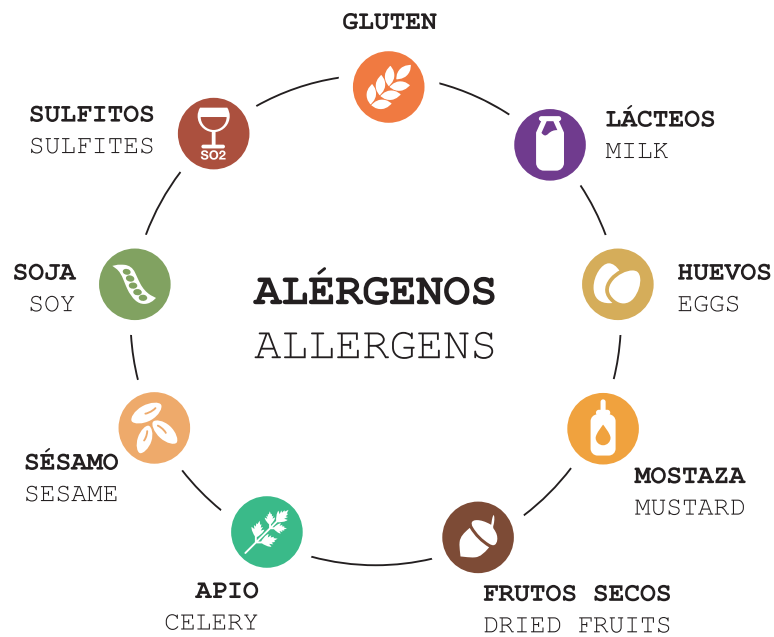 GLUTEN
SULFITOS
SULFITES
SO2
LÁCTEOS
MILK
SOJA
SOY
ALÉRGENOS
ALLERGENS
HUEVOS
EGGS
SÉSAMO
SESAME
MOSTAZA
MUSTARD
APIO
CELERY
FRUTOS SECOS
DRIED FRUITS